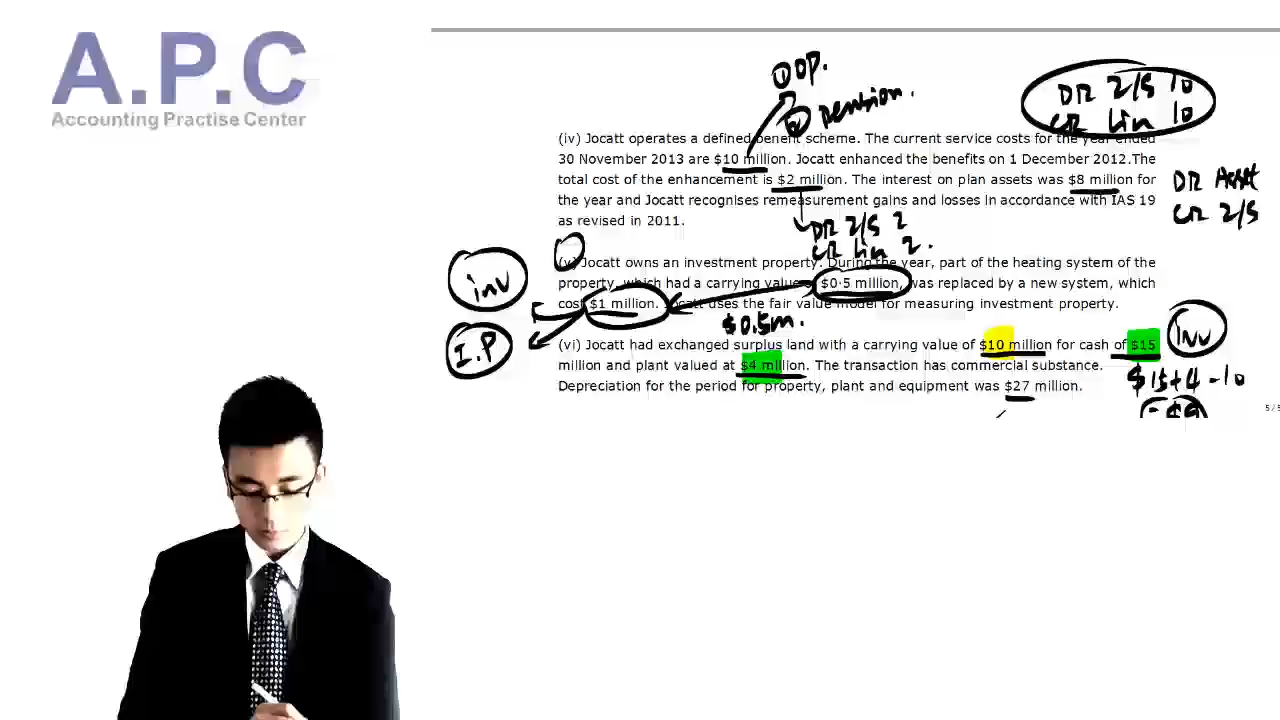 A.P.C
Accounting Practise Center
① OP.
② pension.
DR I/S 10
CR Lia 10
(iv) Jocatt operates a defined benefit scheme. The current service costs for the year ended
30 November 2013 are $10 million. Jocatt enhanced the benefits on 1 December 2012.The
total cost of the enhancement is $2 million. The interest on plan assets was $8 million for
the year and Jocatt recognises remeasurement gains and losses in accordance with IAS 19
as revised in 2011.
DR Asset
CR I/S
DR I/S 2
CR Lia 2.
(v) Jocatt owns an investment property. During the year, part of the heating system of the
property, which had a carrying value $0·5 million, was replaced by a new system, which
cost $1 million. Jocatt uses the fair value model for measuring investment property.
inv
I.P
$0.5m.
(vi) Jocatt had exchanged surplus land with a carrying value of $10 million for cash of $15
million and plant valued at $4 million. The transaction has commercial substance.
Depreciation for the period for property, plant and equipment was $27 million.
Inv
$15+4-10
5/5